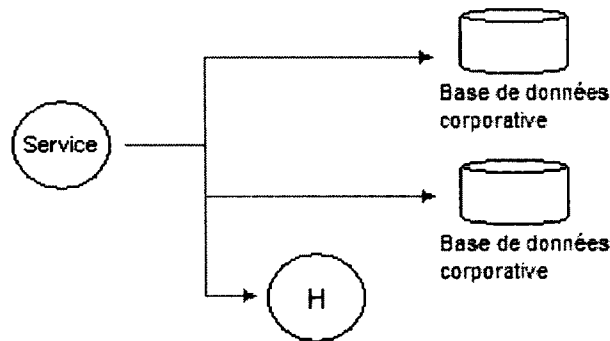 Base de données
corporative
Service
Base de données
corporative
H